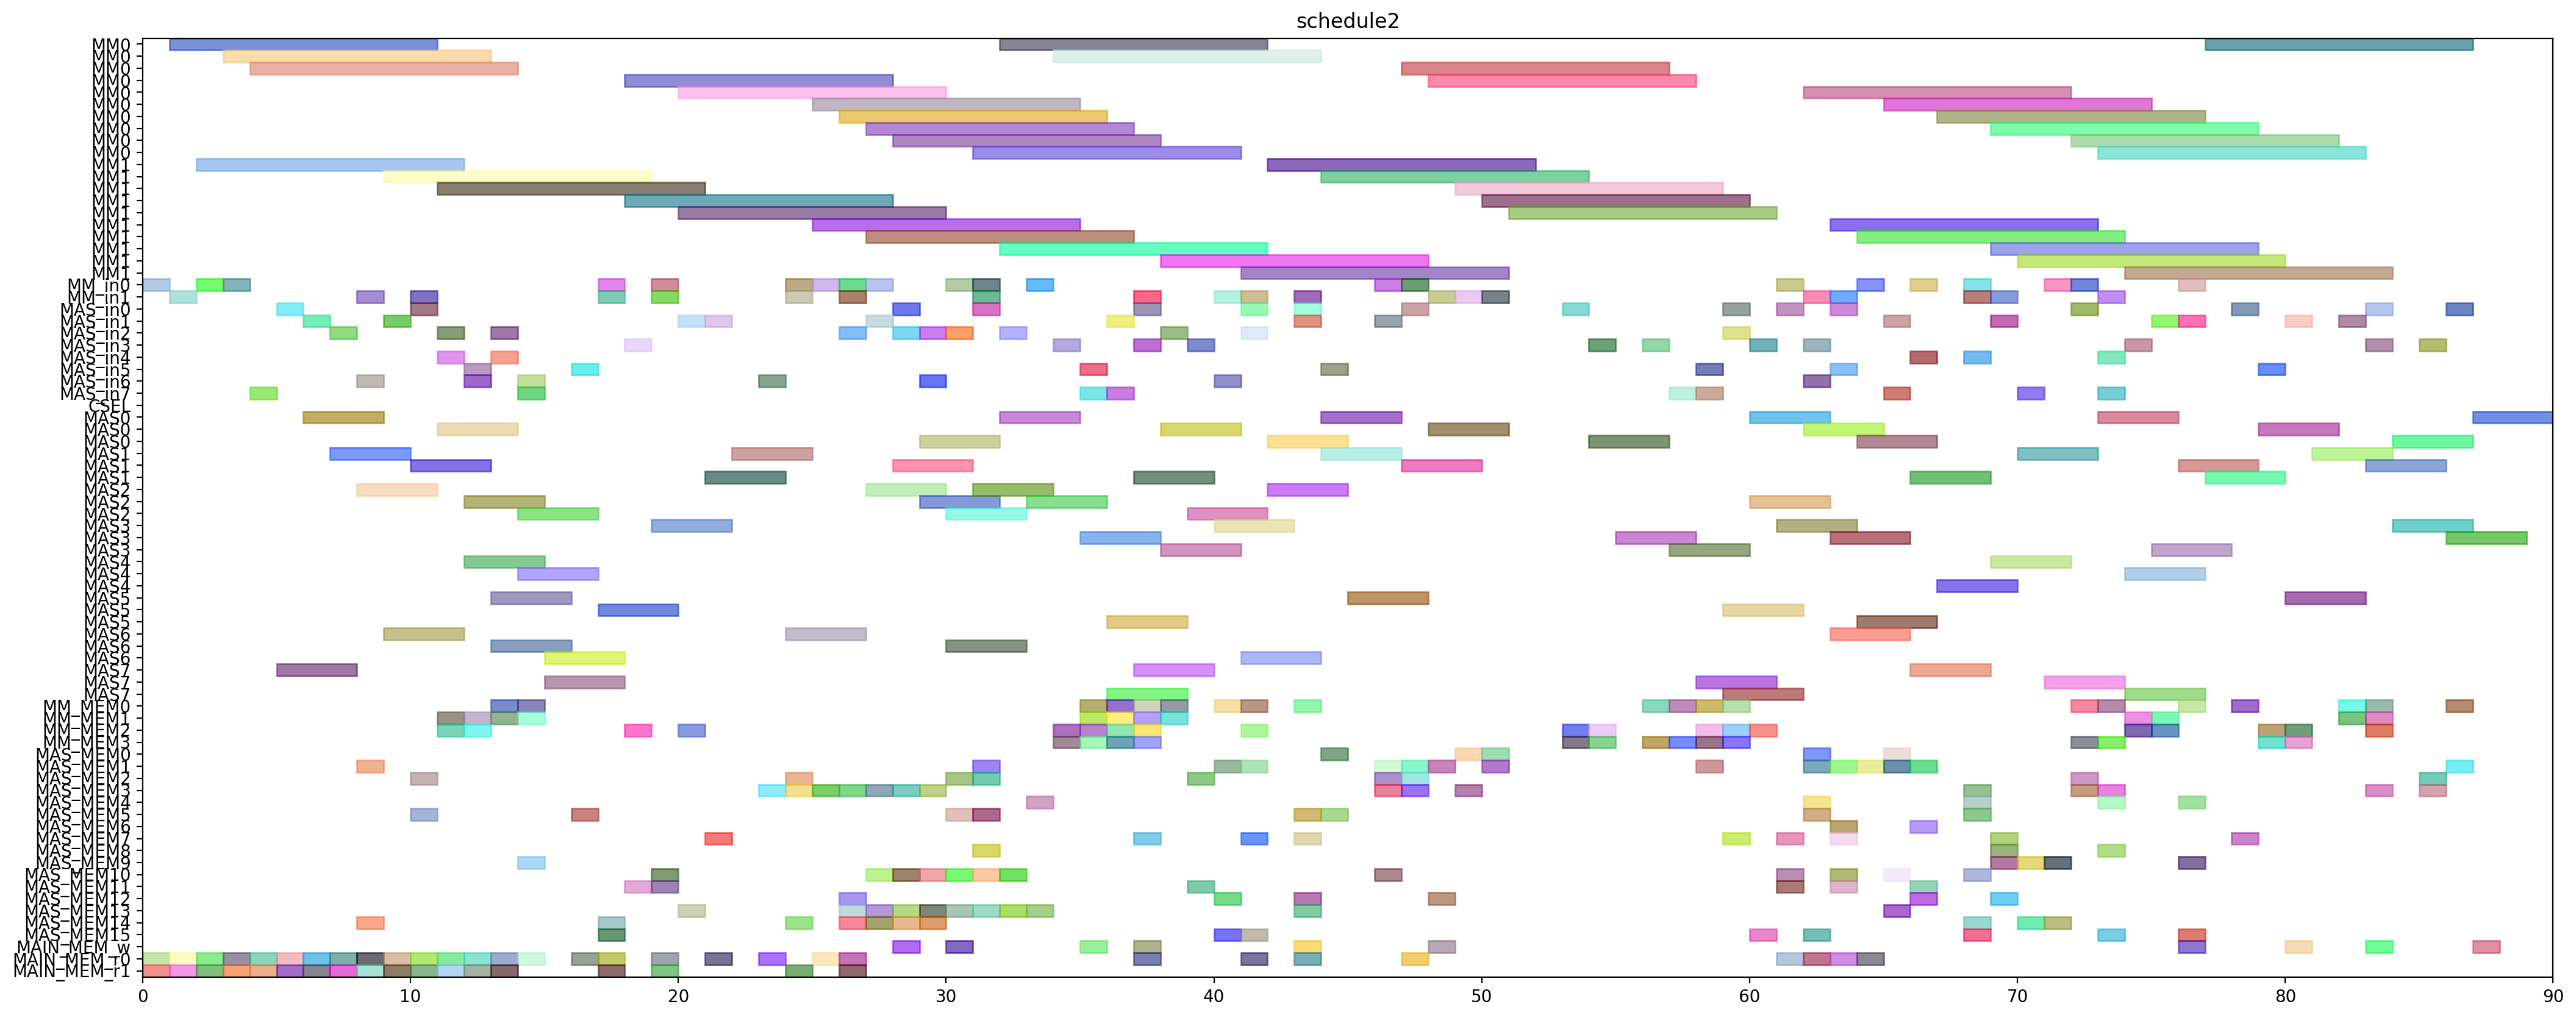 schedule2
MM0
MM0
MM0
MM0
MM0
MM0
MM0
MM0
MM0
MM0
MM1
MM1
MM1
MM1
MM1
MM1
MM1
MM1
MM1
MM1
MM_in0
MM_in1
MAS_in0
MAS_in1
MAS_in2
MAS_in3
MAS_in4
MAS_in5
MAS_in6
MAS_in7
CSEL
MAS0
MAS0
MAS0
MAS1
MAS1
MAS1
MAS2
MAS2
MAS2
MAS3
MAS3
MAS3
MAS4
MAS4
MAS4
MAS5
MAS5
MAS5
MAS6
MAS6
MAS6
MAS7
MAS7
MAS7
MM_MEM0
MM_MEM1
MM_MEM2
MM_MEM3
MAS_MEM0
MAS_MEM1
MAS_MEM2
MAS_MEM3
MAS_MEM4
MAS_MEM5
MAS_MEM6
MAS_MEM7
MAS_MEM8
MAS_MEM9
MAS_MEM10
MAS_MEM11
MAS_MEM12
MAS_MEM13
MAS_MEM14
MAS_MEM15
MAIN_MEM_w
MAIN_MEM_r0
MAIN_MEM_r1
0 10 20 30 40 50 60 70 80 90